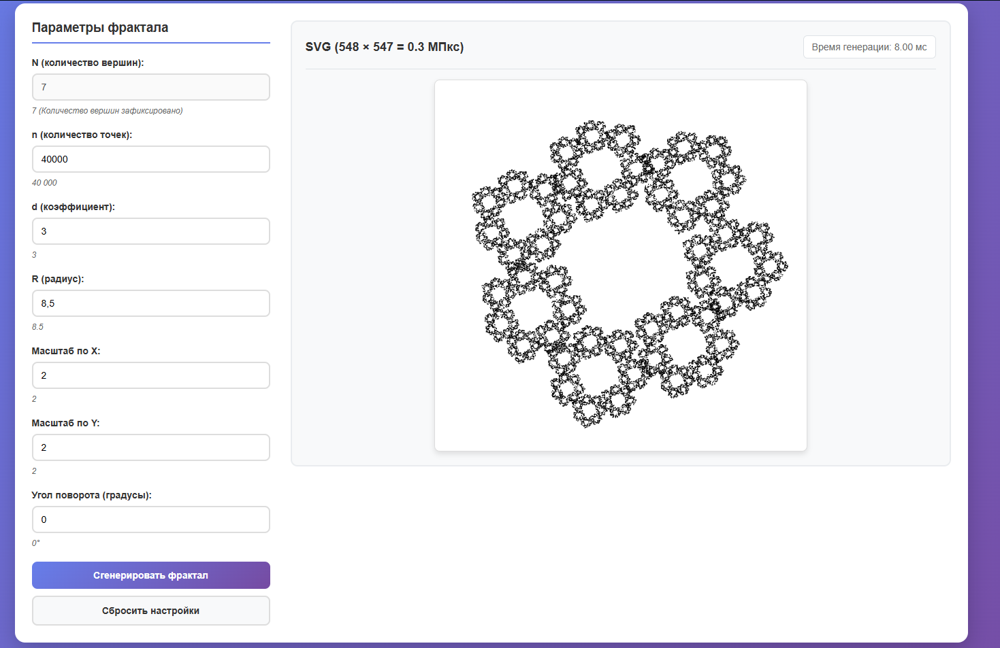 Параметры фрактала
N (количество вершин):
7
7 (Количество вершин зафиксировано)
n (количество точек):
40000
40 000
d (коэффициент):
3
3
R (радиус):
8,5
8.5
Масштаб по X:
2
2
Масштаб по Y:
2
2
Угол поворота (градусы):
0
0°
Сгенерировать фрактал
Сбросить настройки
SVG (548 × 547 = 0.3 МПкс)
Время генерации: 8.00 мс